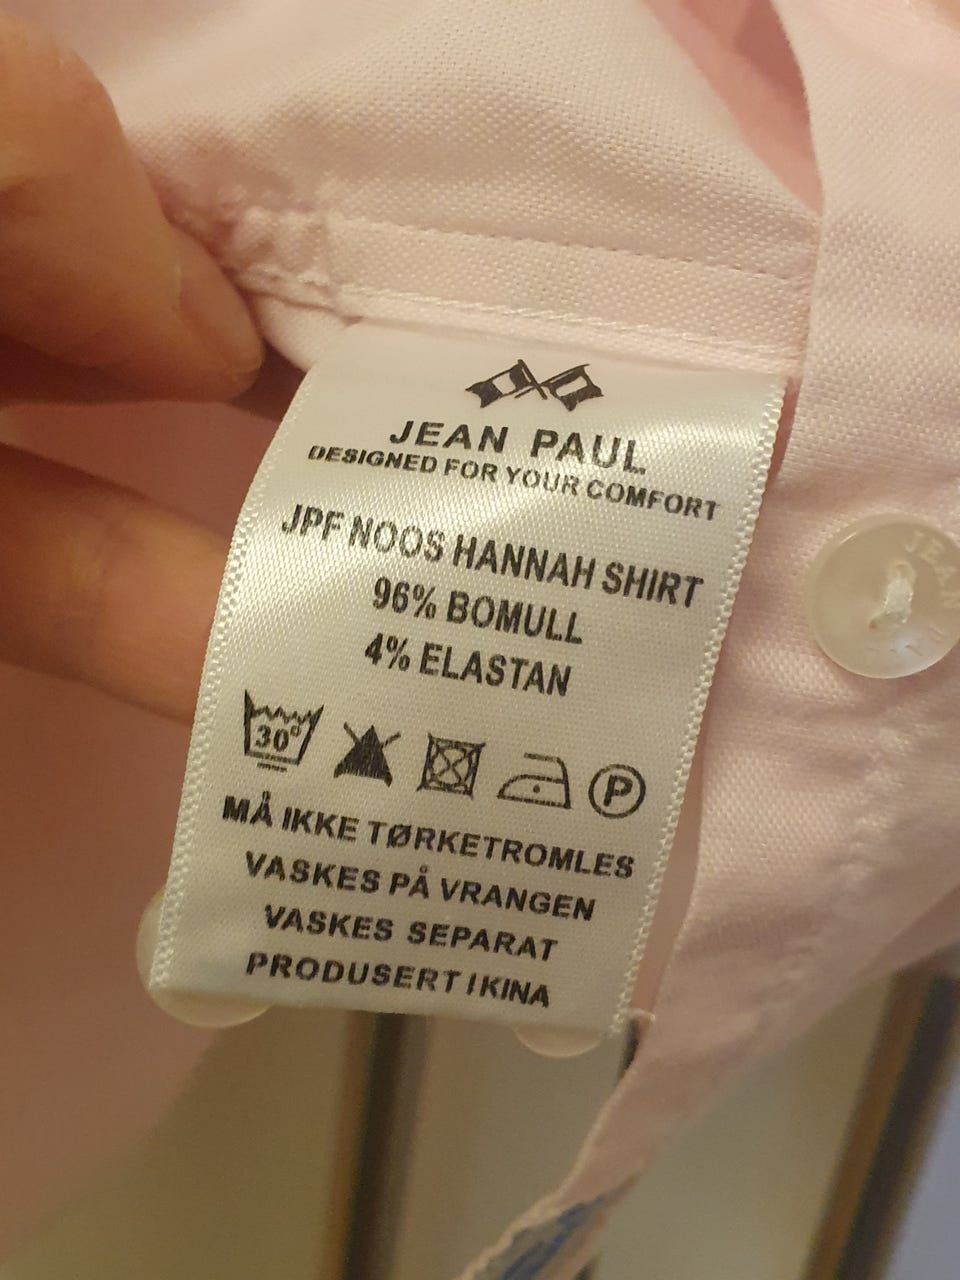 JEAN PAUL
DESIGNED FOR YOUR COMFORT
JPF NOOS HANNAH SHIRT
96% BOMULL
4% ELASTAN
30°
P
MÅ IKKE TØRKETROMLES
VASKES PÅ VRANGEN
VASKES SEPARAT
PRODUSERT I KINA
JEAN